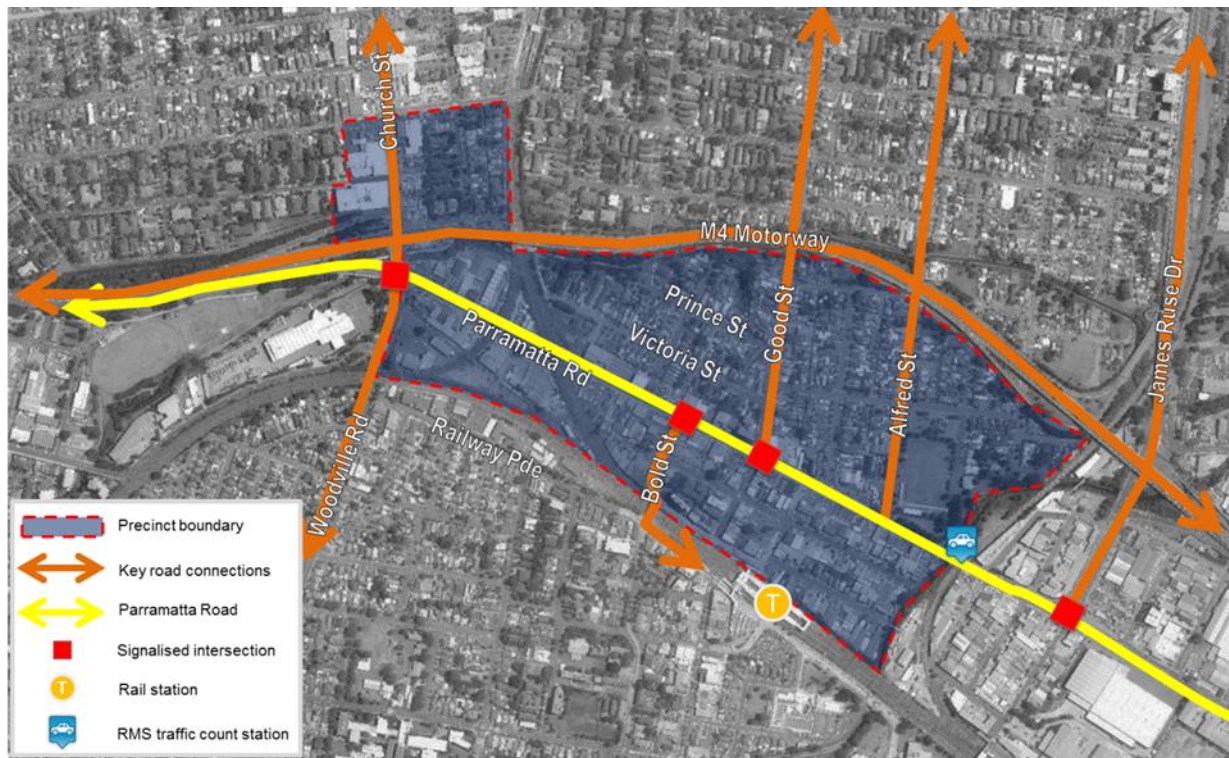 Church St
M4 Motorway
Prince St
Victoria St
Good St
Alfred St
James Ruse Dr
Parramatta Rd
Railway Pde
Bold St
Woodville Rd
T
Precinct boundary
Key road connections
Parramatta Road
Signalised intersection
T
Rail station
RMS traffic count station